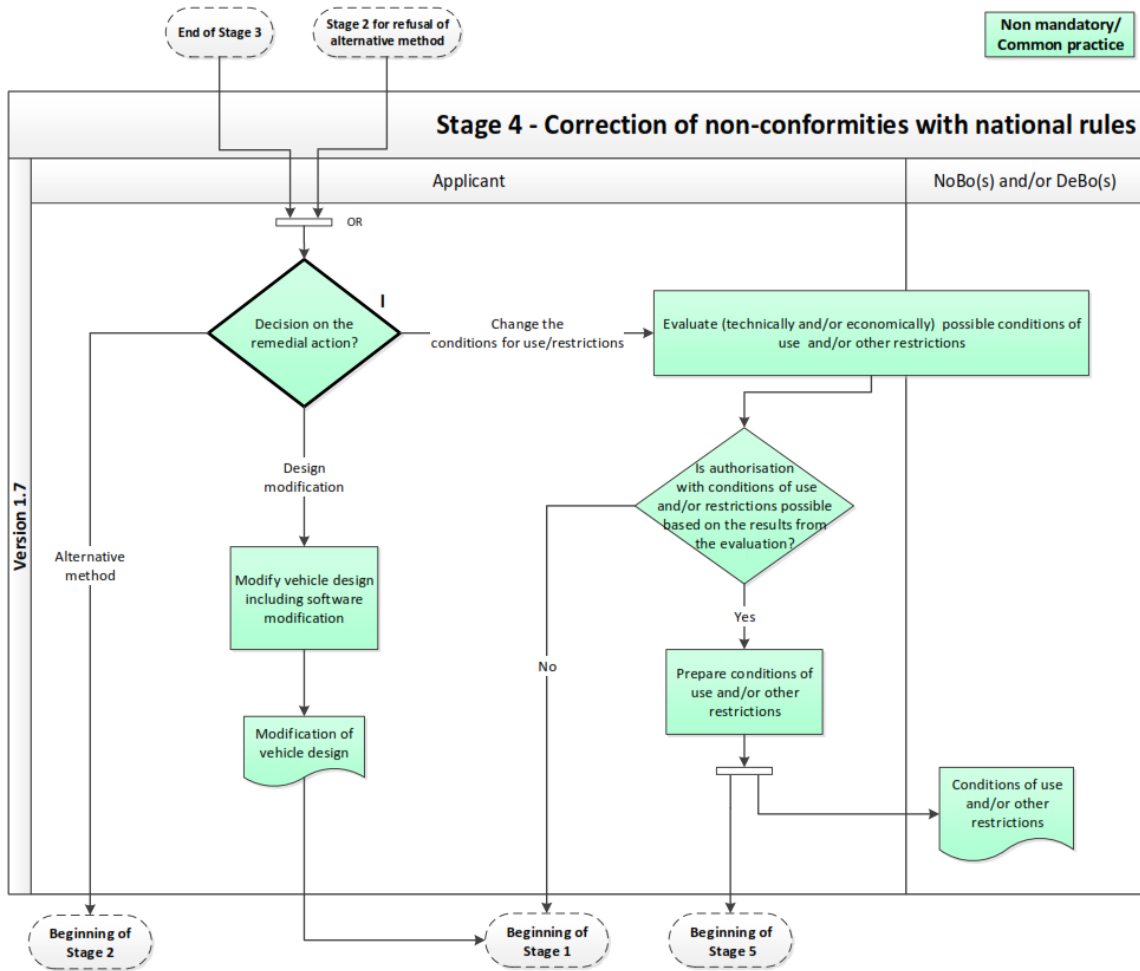 End of Stage 3
Stage 2 for refusal of
alternative method
Non mandatory/
Common practice
Stage 4 - Correction of non-conformities with national rules
Version 1.7
Applicant
NoBo(s) and/or DeBo(s)
OR
I
Decision on the
remedial action?
Change the
conditions for use/restrictions
Evaluate (technically and/or economically) possible conditions of
use and/or other restrictions
Design
modification
Is authorisation
with conditions of use
and/or restrictions possible
based on the results from
the evaluation?
Alternative
method
Modify vehicle design
including software
modification
Yes
No
Prepare conditions of
use and/or other
restrictions
Modification of
vehicle design
Conditions of use
and/or other
restrictions
Beginning of
Stage 2
Beginning of
Stage 1
Beginning of
Stage 5